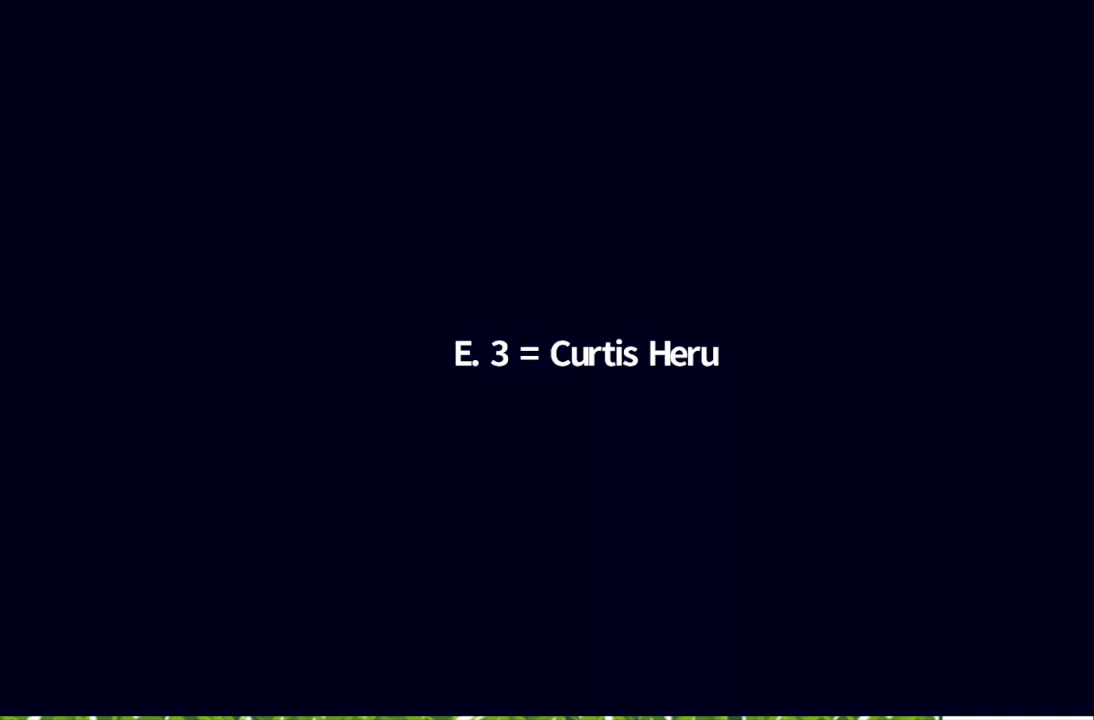 E. 3 = Curtis Heru